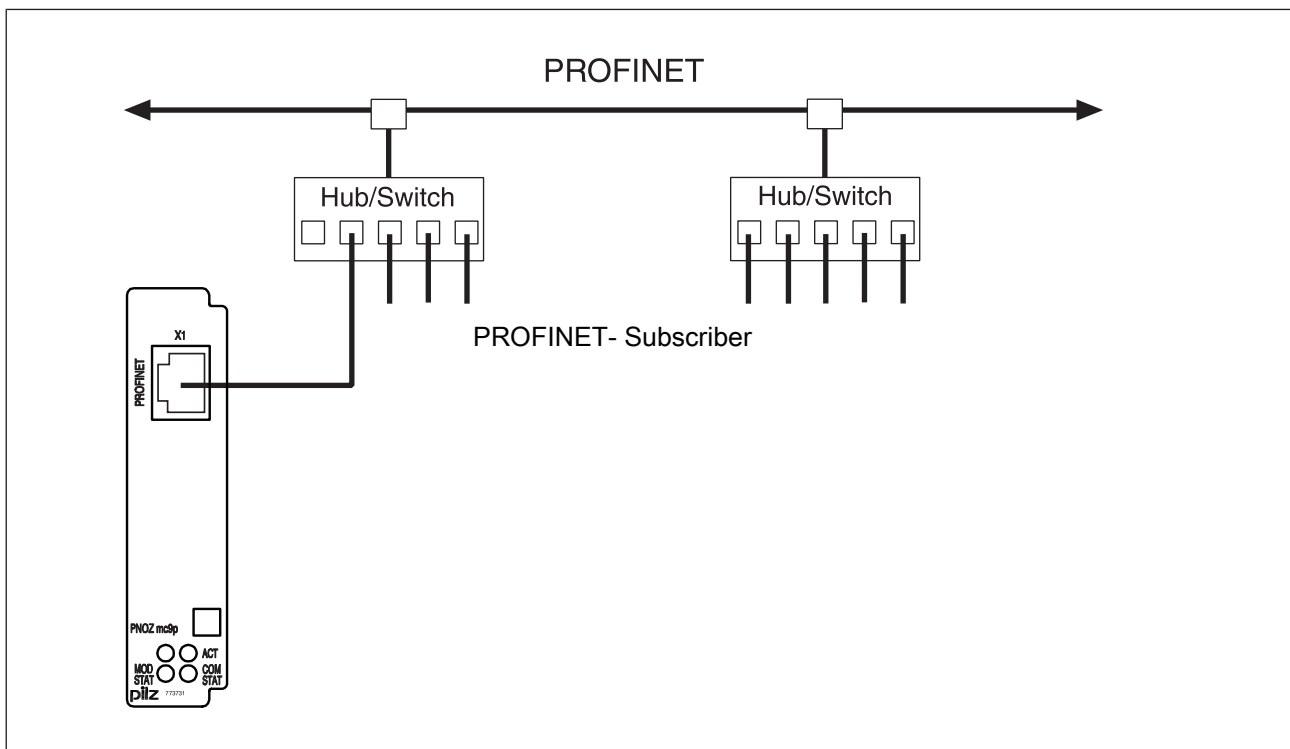 PROFINET
Hub/Switch
Hub/Switch
PROFINET- Subscriber
X1
PROFINET
PNOZ mc9p
ACT
MOD
STAT
COM
STAT
pilz
773731